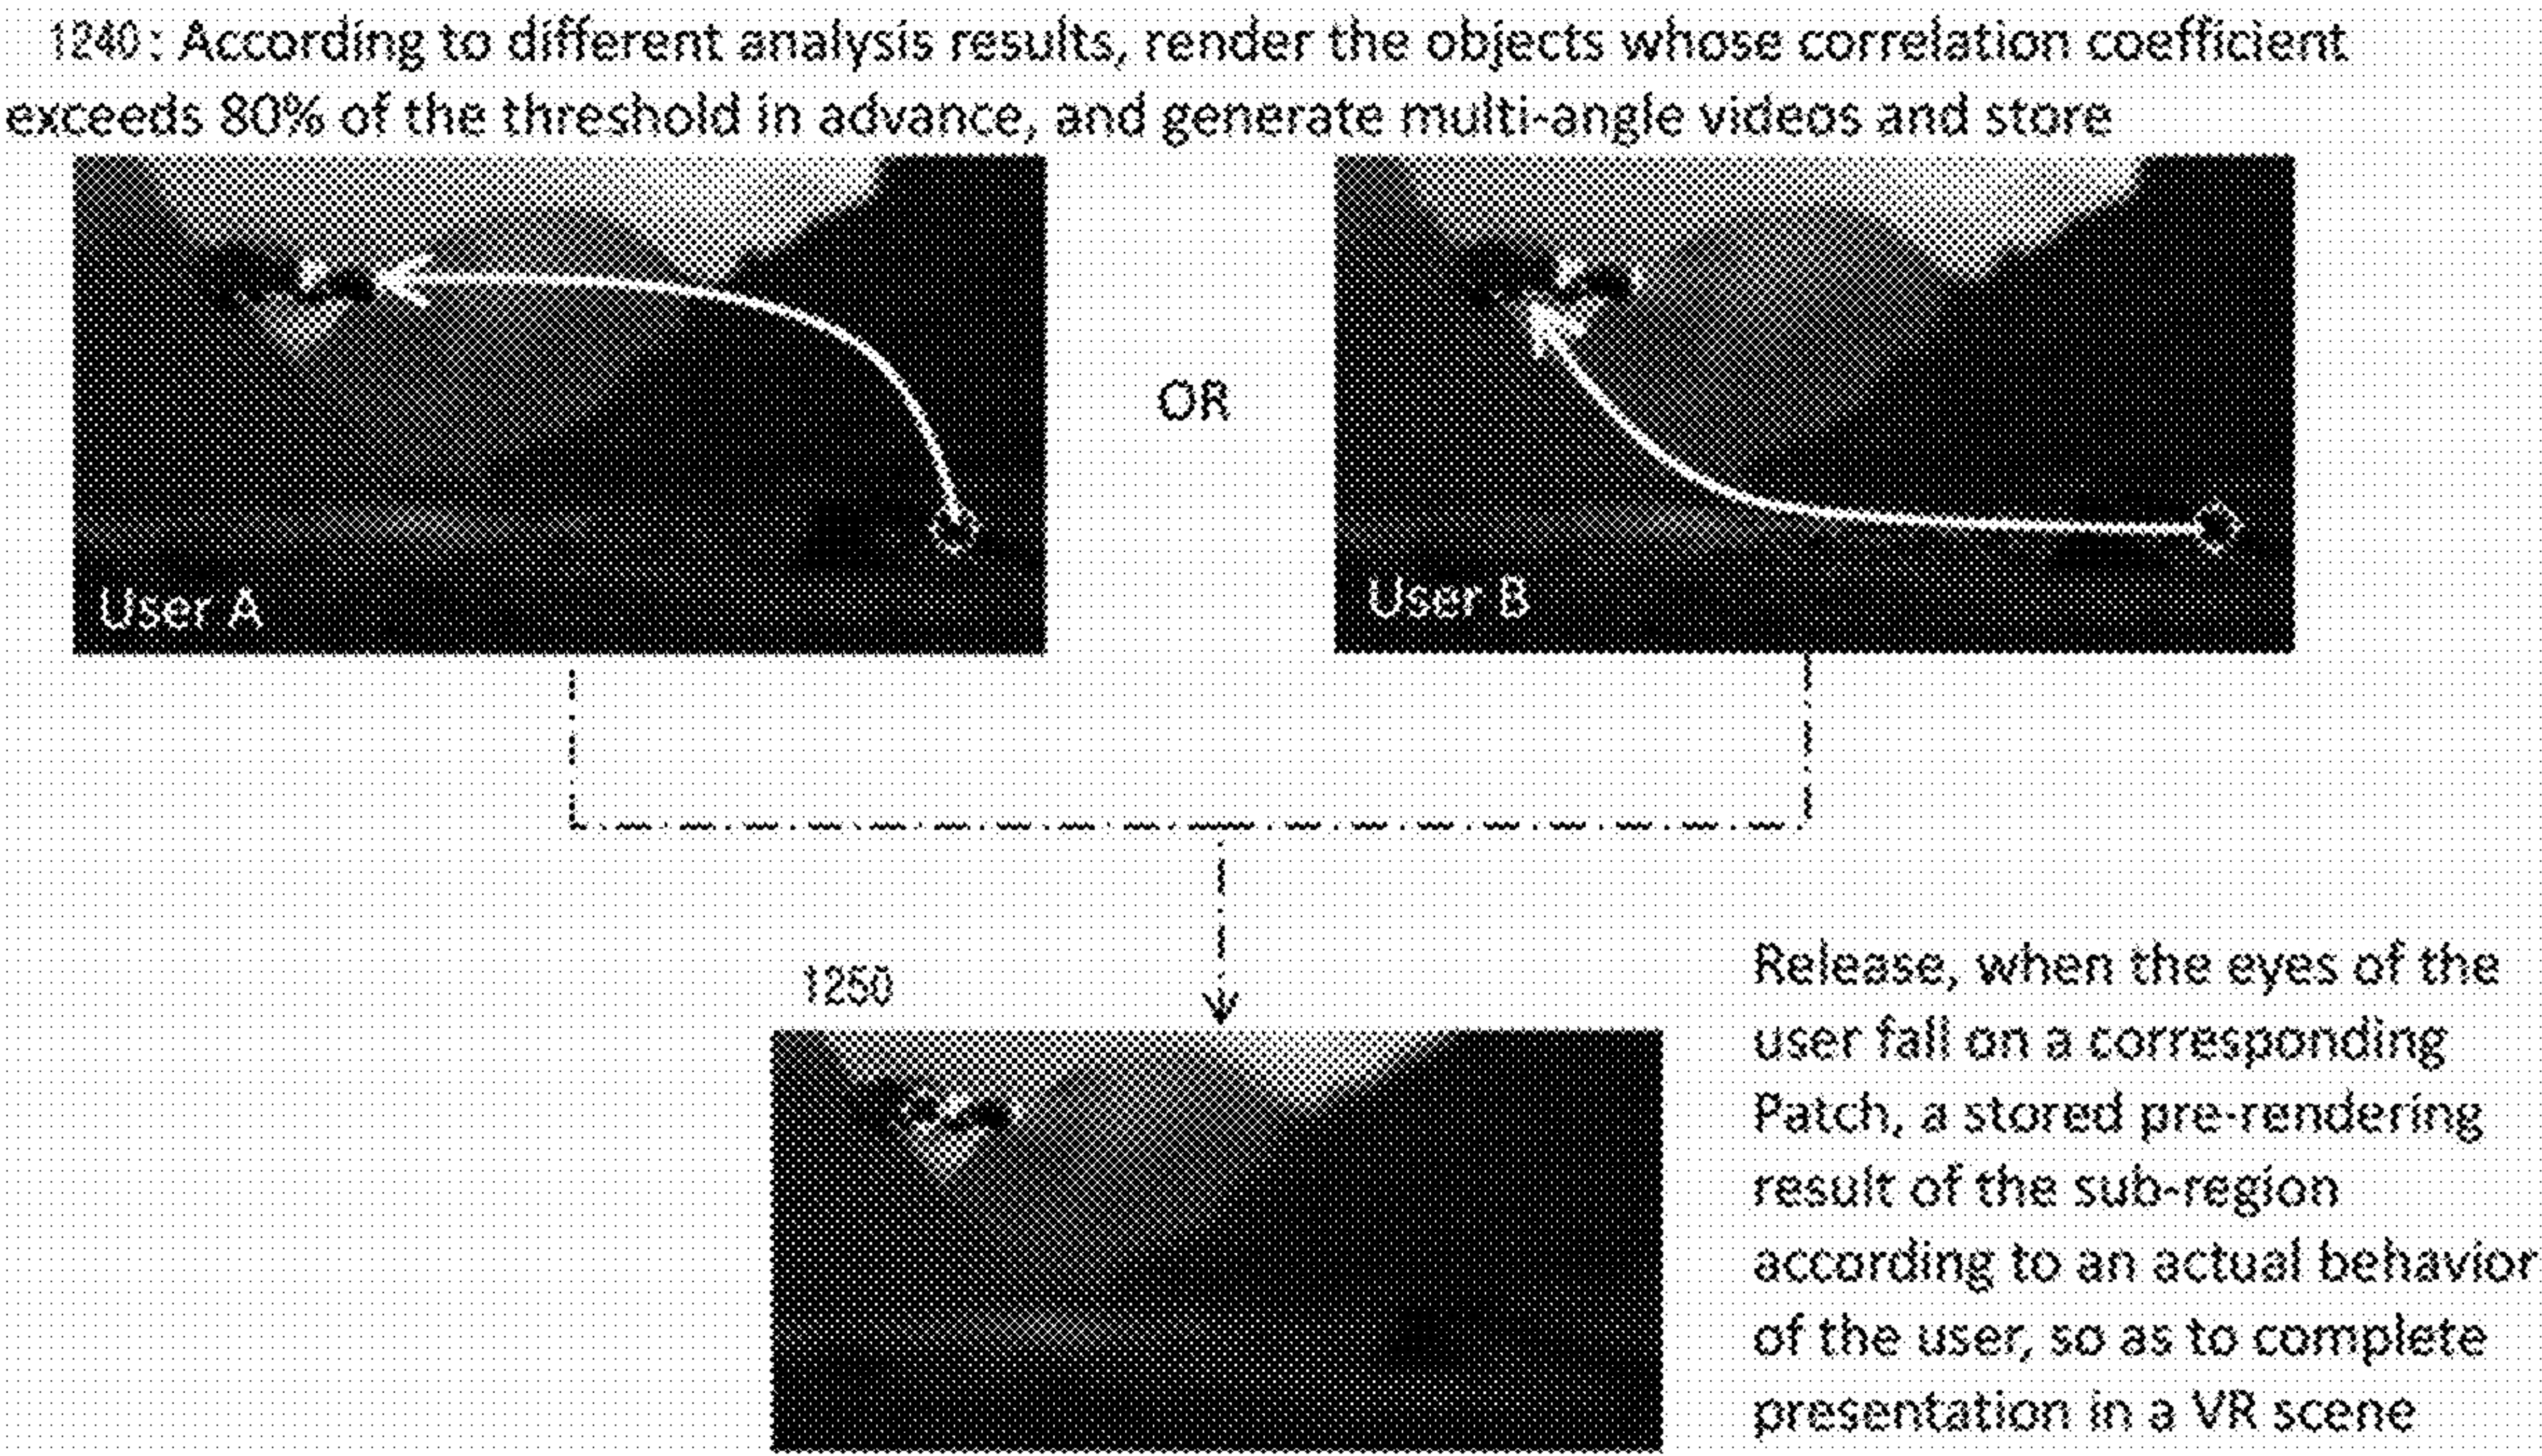 1240: According to different analysis results, render the objects whose correlation coefficient
exceeds 80% of the threshold in advance, and generate multi-angle videos and store
OR
User A
User B
1250
Release, when the eyes of the
user fall on a corresponding
Patch, a stored pre-rendering
result of the sub-region
according to an actual behavior
of the user, so as to complete
presentation in a VR scene